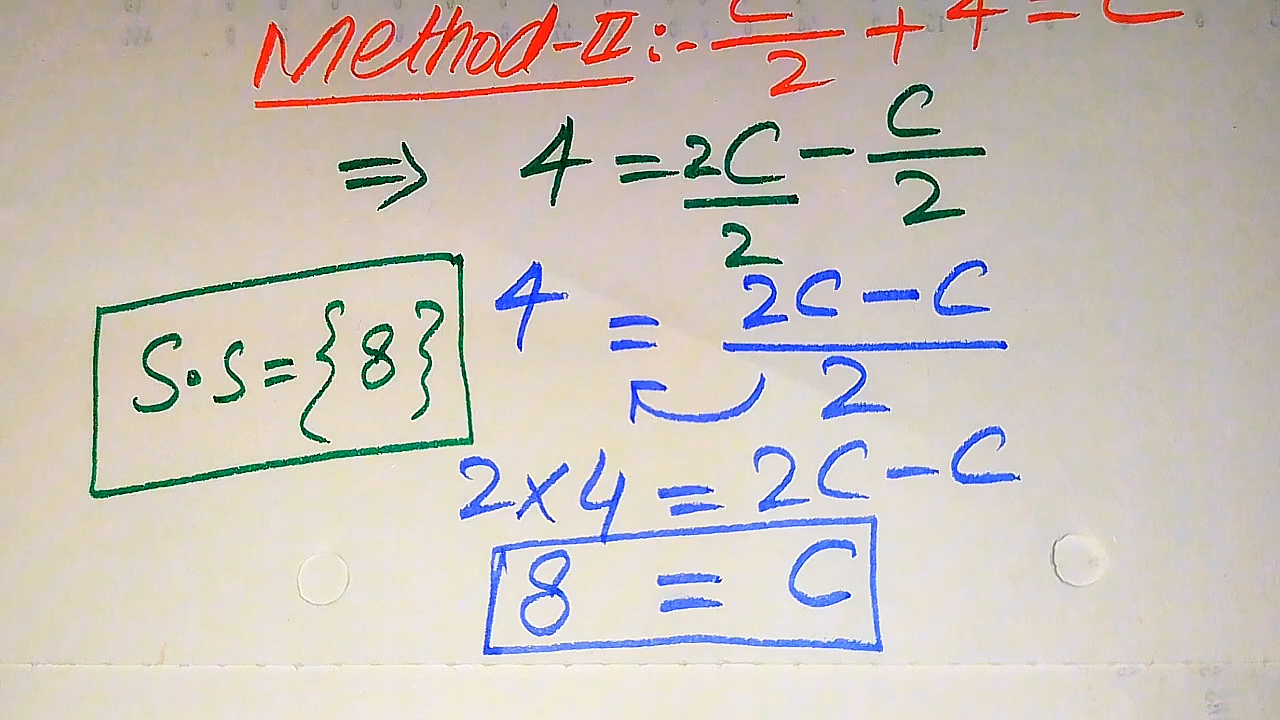 Method-II:- C/2 + 4 = C
⇒ 4 = 2C/2 - C/2
4 = (2C - C)/2
S.S = {8}
2 × 4 = 2C - C
8 = C